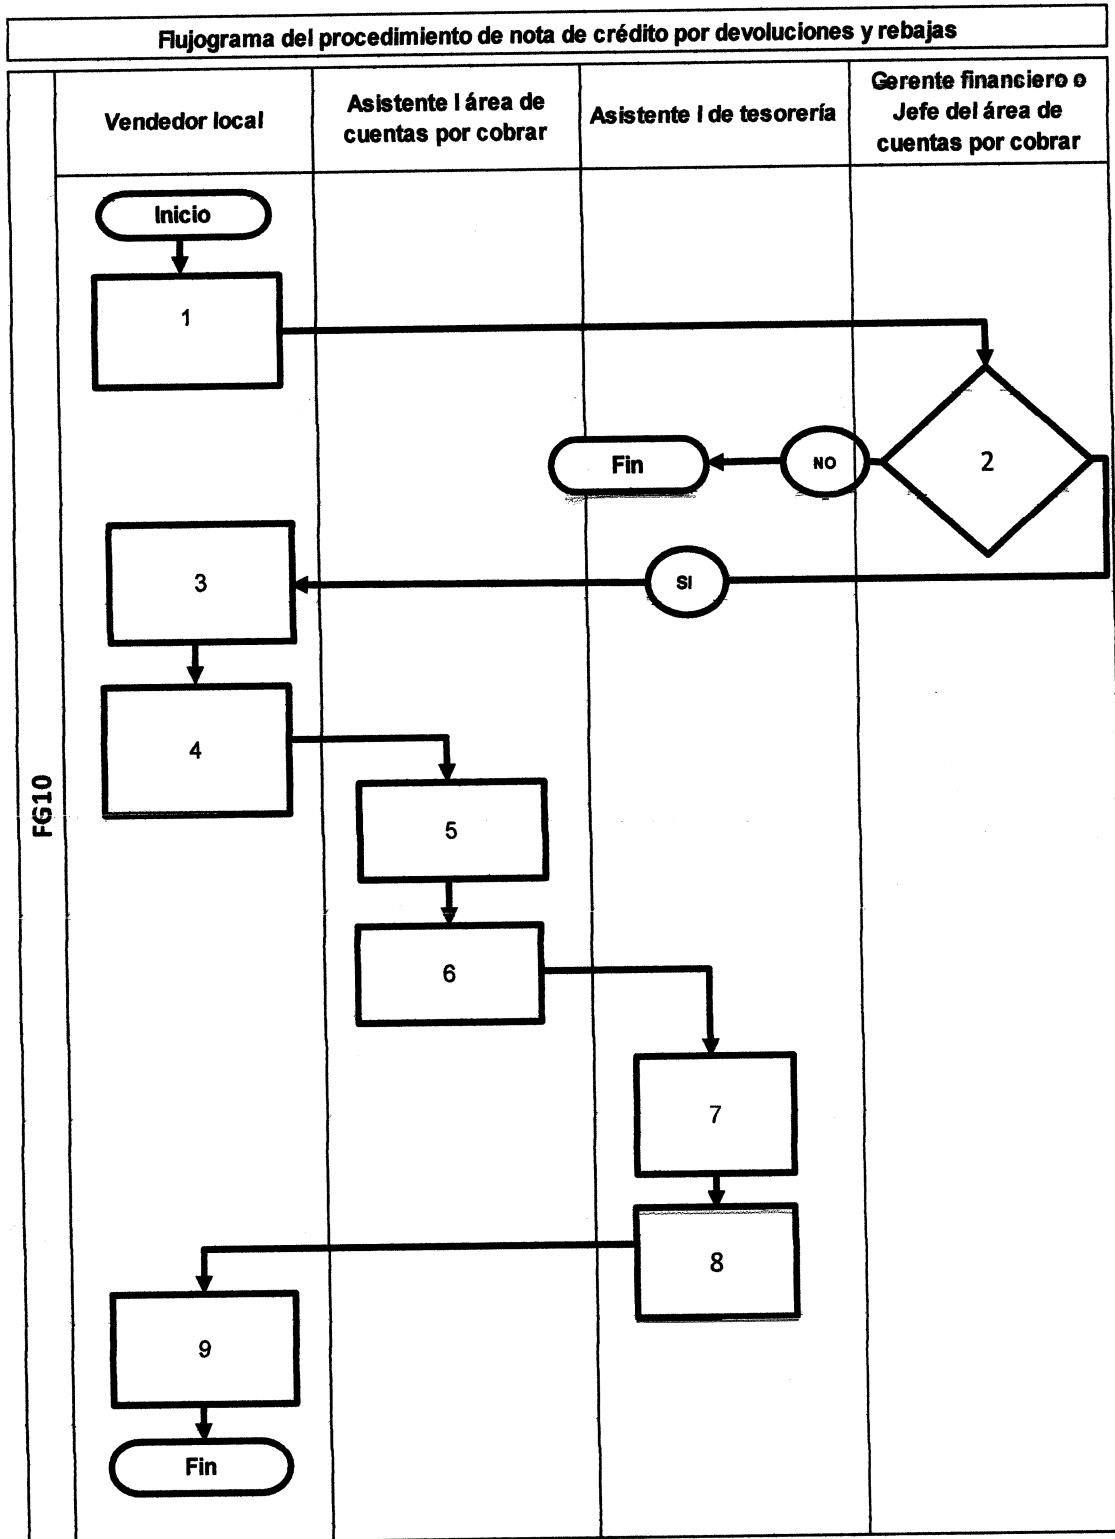 Flujograma del procedimiento de nota de crédito por devoluciones y rebajas
Vendedor local
Asistente I área de
cuentas por cobrar
Asistente I de tesorería
Gerente financiero o
Jefe del área de
cuentas por cobrar
FG10
Inicio
1
2
NO
Fin
SI
3
4
5
6
7
8
9
Fin